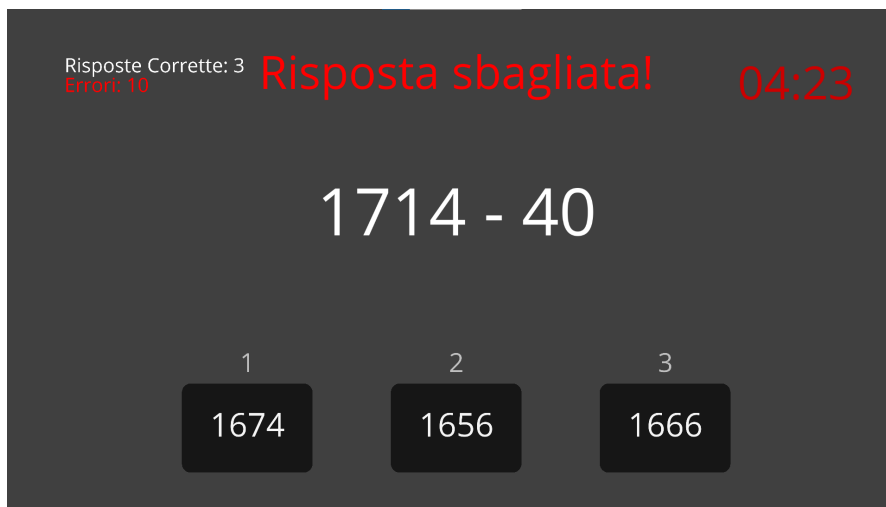 Risposte Corrette: 3
Errori: 10
Risposta sbagliata!
04:23
1714 - 40
1 2 3
1674 1656 1666